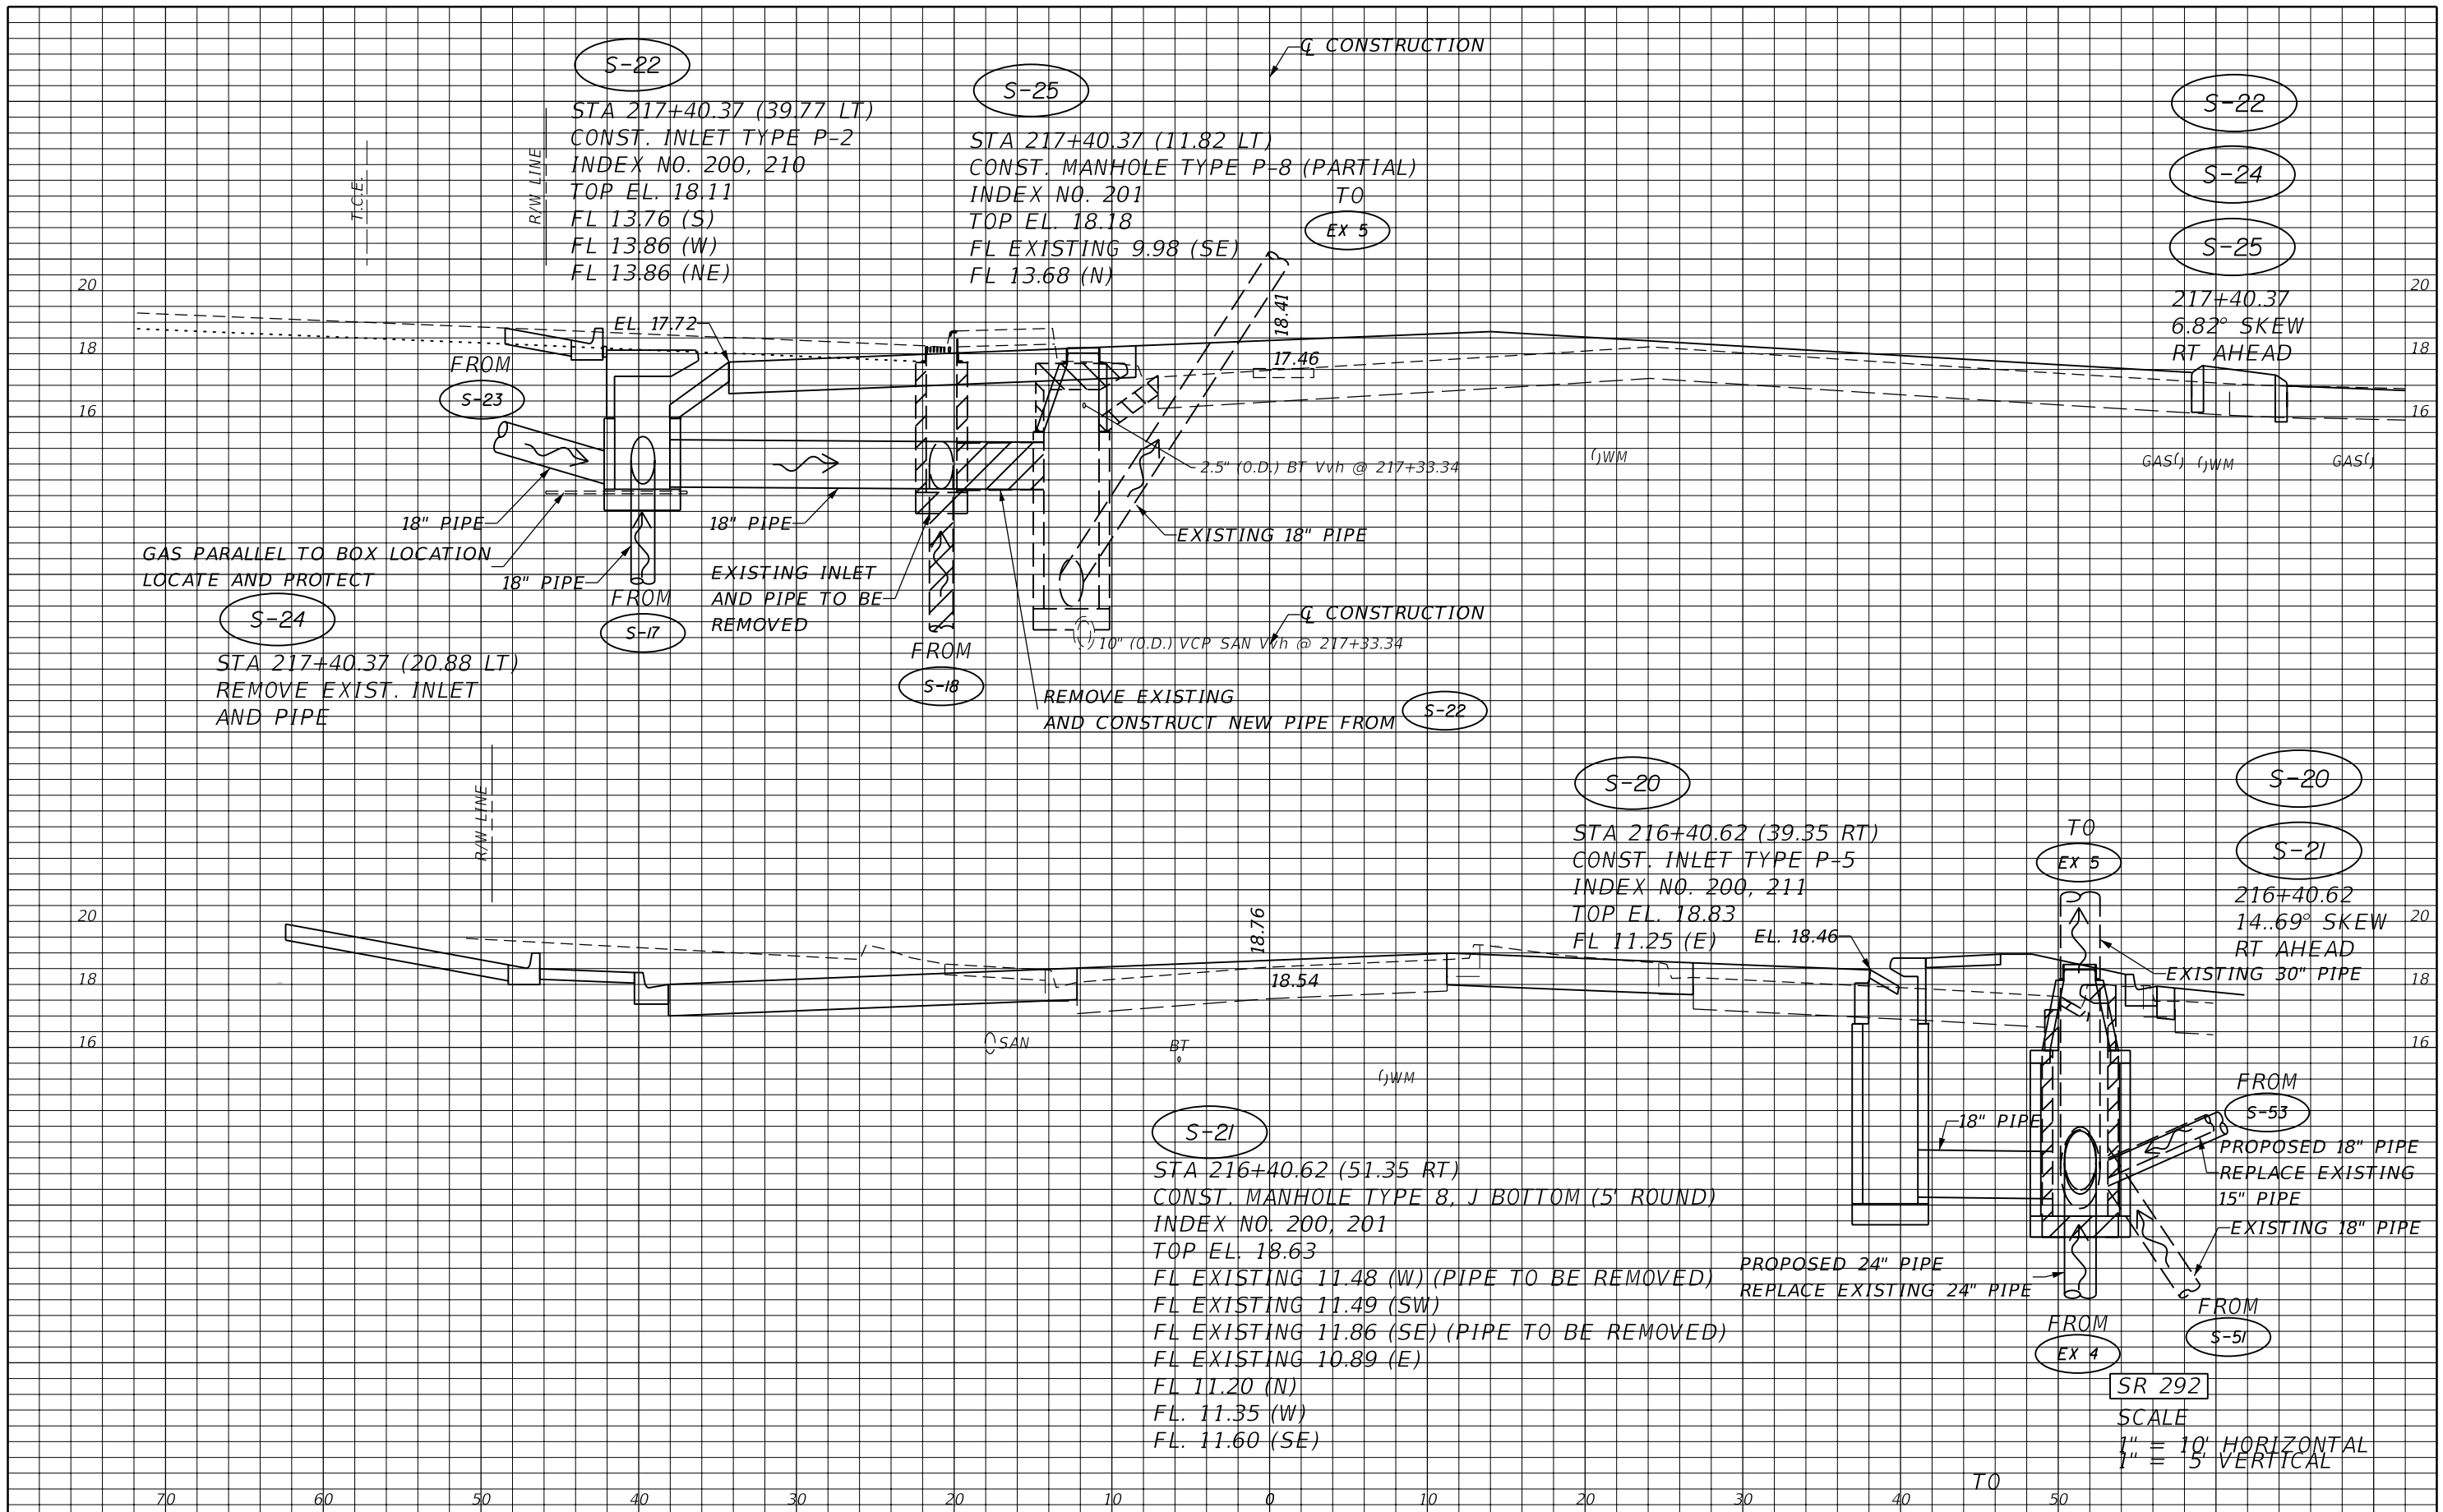 ℄ CONSTRUCTION
S-22
STA 217+40.37 (39.77 LT)
CONST. INLET TYPE P-2
INDEX NO. 200, 210
TOP EL. 18.11
FL 13.76 (S)
FL 13.86 (W)
FL 13.86 (NE)
S-25
STA 217+40.37 (11.82 LT)
CONST. MANHOLE TYPE P-8 (PARTIAL)
INDEX NO. 201
TOP EL. 18.18
FL EXISTING 9.98 (SE)
FL 13.68 (N)
TO
EX 5
S-22
S-24
S-25
217+40.37
6.82° SKEW
RT AHEAD
T.C.E.
R/W LINE
20
20
18
18
16
16
EL. 17.72
18.41
17.46
FROM
S-23
2.5" (O.D.) BT Vvh @ 217+33.34
WM
GAS
WM
GAS
18" PIPE
18" PIPE
EXISTING 18" PIPE
GAS PARALLEL TO BOX LOCATION
LOCATE AND PROTECT
18" PIPE
EXISTING INLET
AND PIPE TO BE
REMOVED
FROM
S-17
S-24
STA 217+40.37 (20.88 LT)
REMOVE EXIST. INLET
AND PIPE
℄ CONSTRUCTION
10" (O.D.) VCP SAN VVh @ 217+33.34
FROM
S-18
REMOVE EXISTING
AND CONSTRUCT NEW PIPE FROM
S-22
R/W LINE
S-20
STA 216+40.62 (39.35 RT)
CONST. INLET TYPE P-5
INDEX NO. 200, 211
TOP EL. 18.83
FL 11.25 (E)
EL. 18.46
TO
EX 5
S-20
S-21
216+40.62
14..69° SKEW
RT AHEAD
EXISTING 30" PIPE
20
20
18
18
16
16
18.76
18.54
SAN
BT
WM
S-21
STA 216+40.62 (51.35 RT)
CONST. MANHOLE TYPE 8, J BOTTOM (5' ROUND)
INDEX NO. 200, 201
TOP EL. 18.63
FL EXISTING 11.48 (W) (PIPE TO BE REMOVED)
FL EXISTING 11.49 (SW)
FL EXISTING 11.86 (SE) (PIPE TO BE REMOVED)
FL EXISTING 10.89 (E)
FL 11.20 (N)
FL. 11.35 (W)
FL. 11.60 (SE)
18" PIPE
FROM
S-53
PROPOSED 18" PIPE
REPLACE EXISTING
15" PIPE
EXISTING 18" PIPE
PROPOSED 24" PIPE
REPLACE EXISTING 24" PIPE
FROM
S-51
FROM
EX 4
SR 292
SCALE
1" = 10' HORIZONTAL
1" = 5' VERTICAL
TO
70 60 50 40 30 20 10 0 10 20 30 40 50